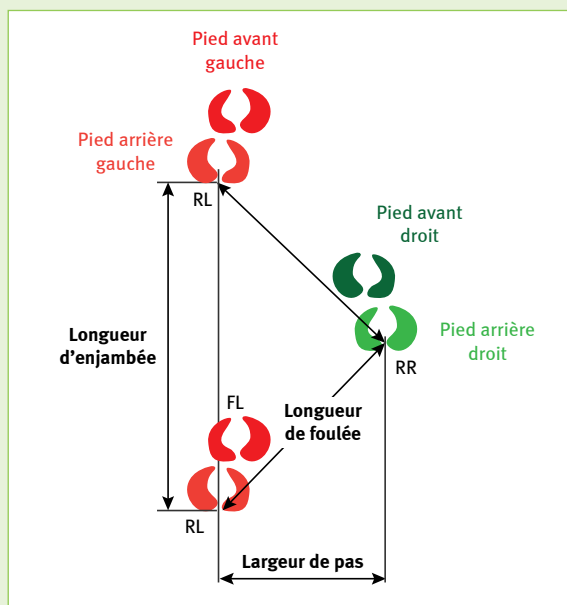 Pied avant
gauche
Pied arrière
gauche
RL
Pied avant
droit
Longueur
d’enjambée
Pied arrière
droit
RR
FL
Longueur
de foulée
RL
Largeur de pas